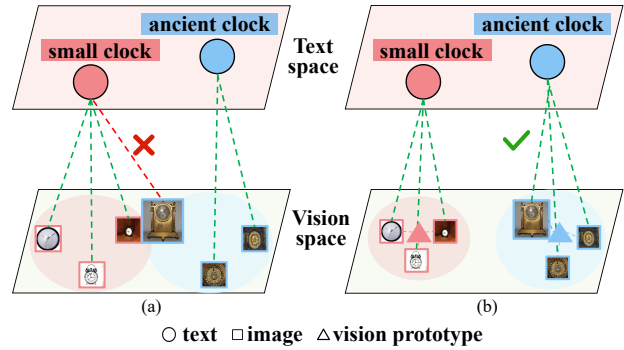 ancient clock
small clock
Text
space
ancient clock
small clock
Vision
space
(a)
(b)
text
image
vision prototype